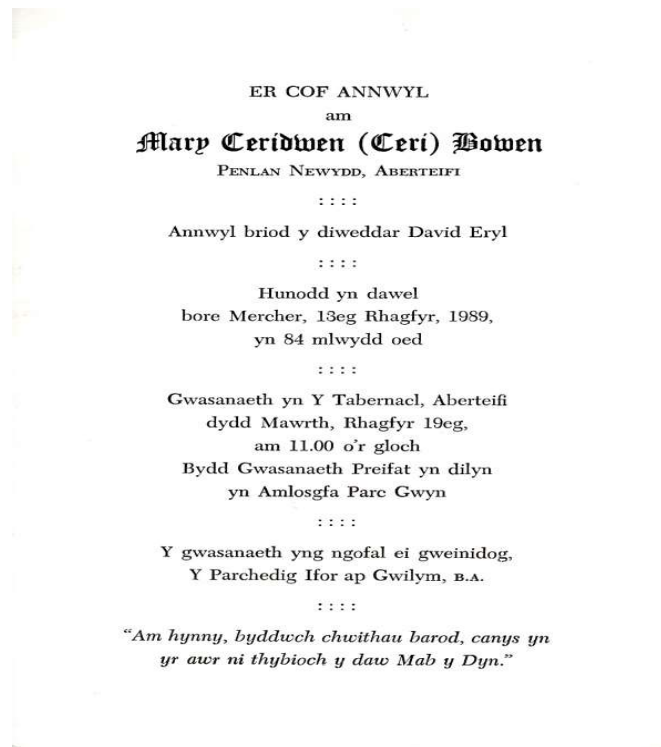 ER COF ANNWYL
am
Mary Ceridwen (Ceri) Bowen
PENLAN NEWYDD, ABERTEIFI
: : : :
Annwyl briod y diweddar David Eryl
: : : :
Hunodd yn dawel
bore Mercher, 13eg Rhagfyr, 1989,
yn 84 mlwydd oed
: : : :
Gwasanaeth yn Y Tabernacl, Aberteifi
dydd Mawrth, Rhagfyr 19eg,
am 11.00 o'r gloch
Bydd Gwasanaeth Preifat yn dilyn
yn Amlosgfa Parc Gwyn
: : : :
Y gwasanaeth yng ngofal ei gweinidog,
Y Parchedig Ifor ap Gwilym, B.A.
: : : :
“Am hynny, byddwch chwithau barod, canys yn
yr awr ni thybioch y daw Mab y Dyn.”